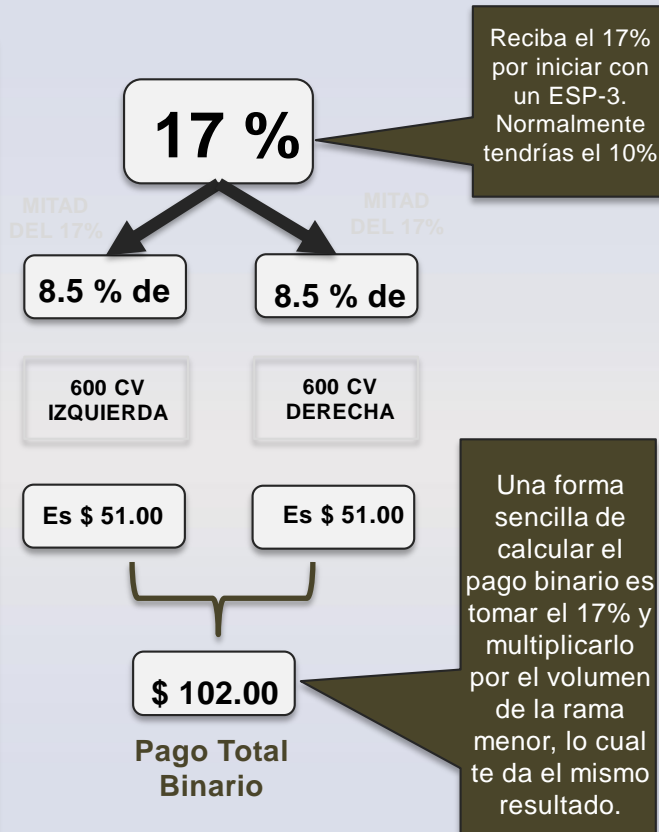 Reciba el 17%
por iniciar con
un ESP-3.
Normalmente
tendrías el 10%
17 %
MITAD
DEL 17%
MITAD
DEL 17%
8.5 % de
8.5 % de
600 CV
IZQUIERDA
600 CV
DERECHA
Es $ 51.00
Es $ 51.00
$ 102.00
Pago Total
Binario
Una forma
sencilla de
calcular el
pago binario es
tomar el 17% y
multiplicarlo
por el volumen
de la rama
menor, lo cual
te da el mismo
resultado.